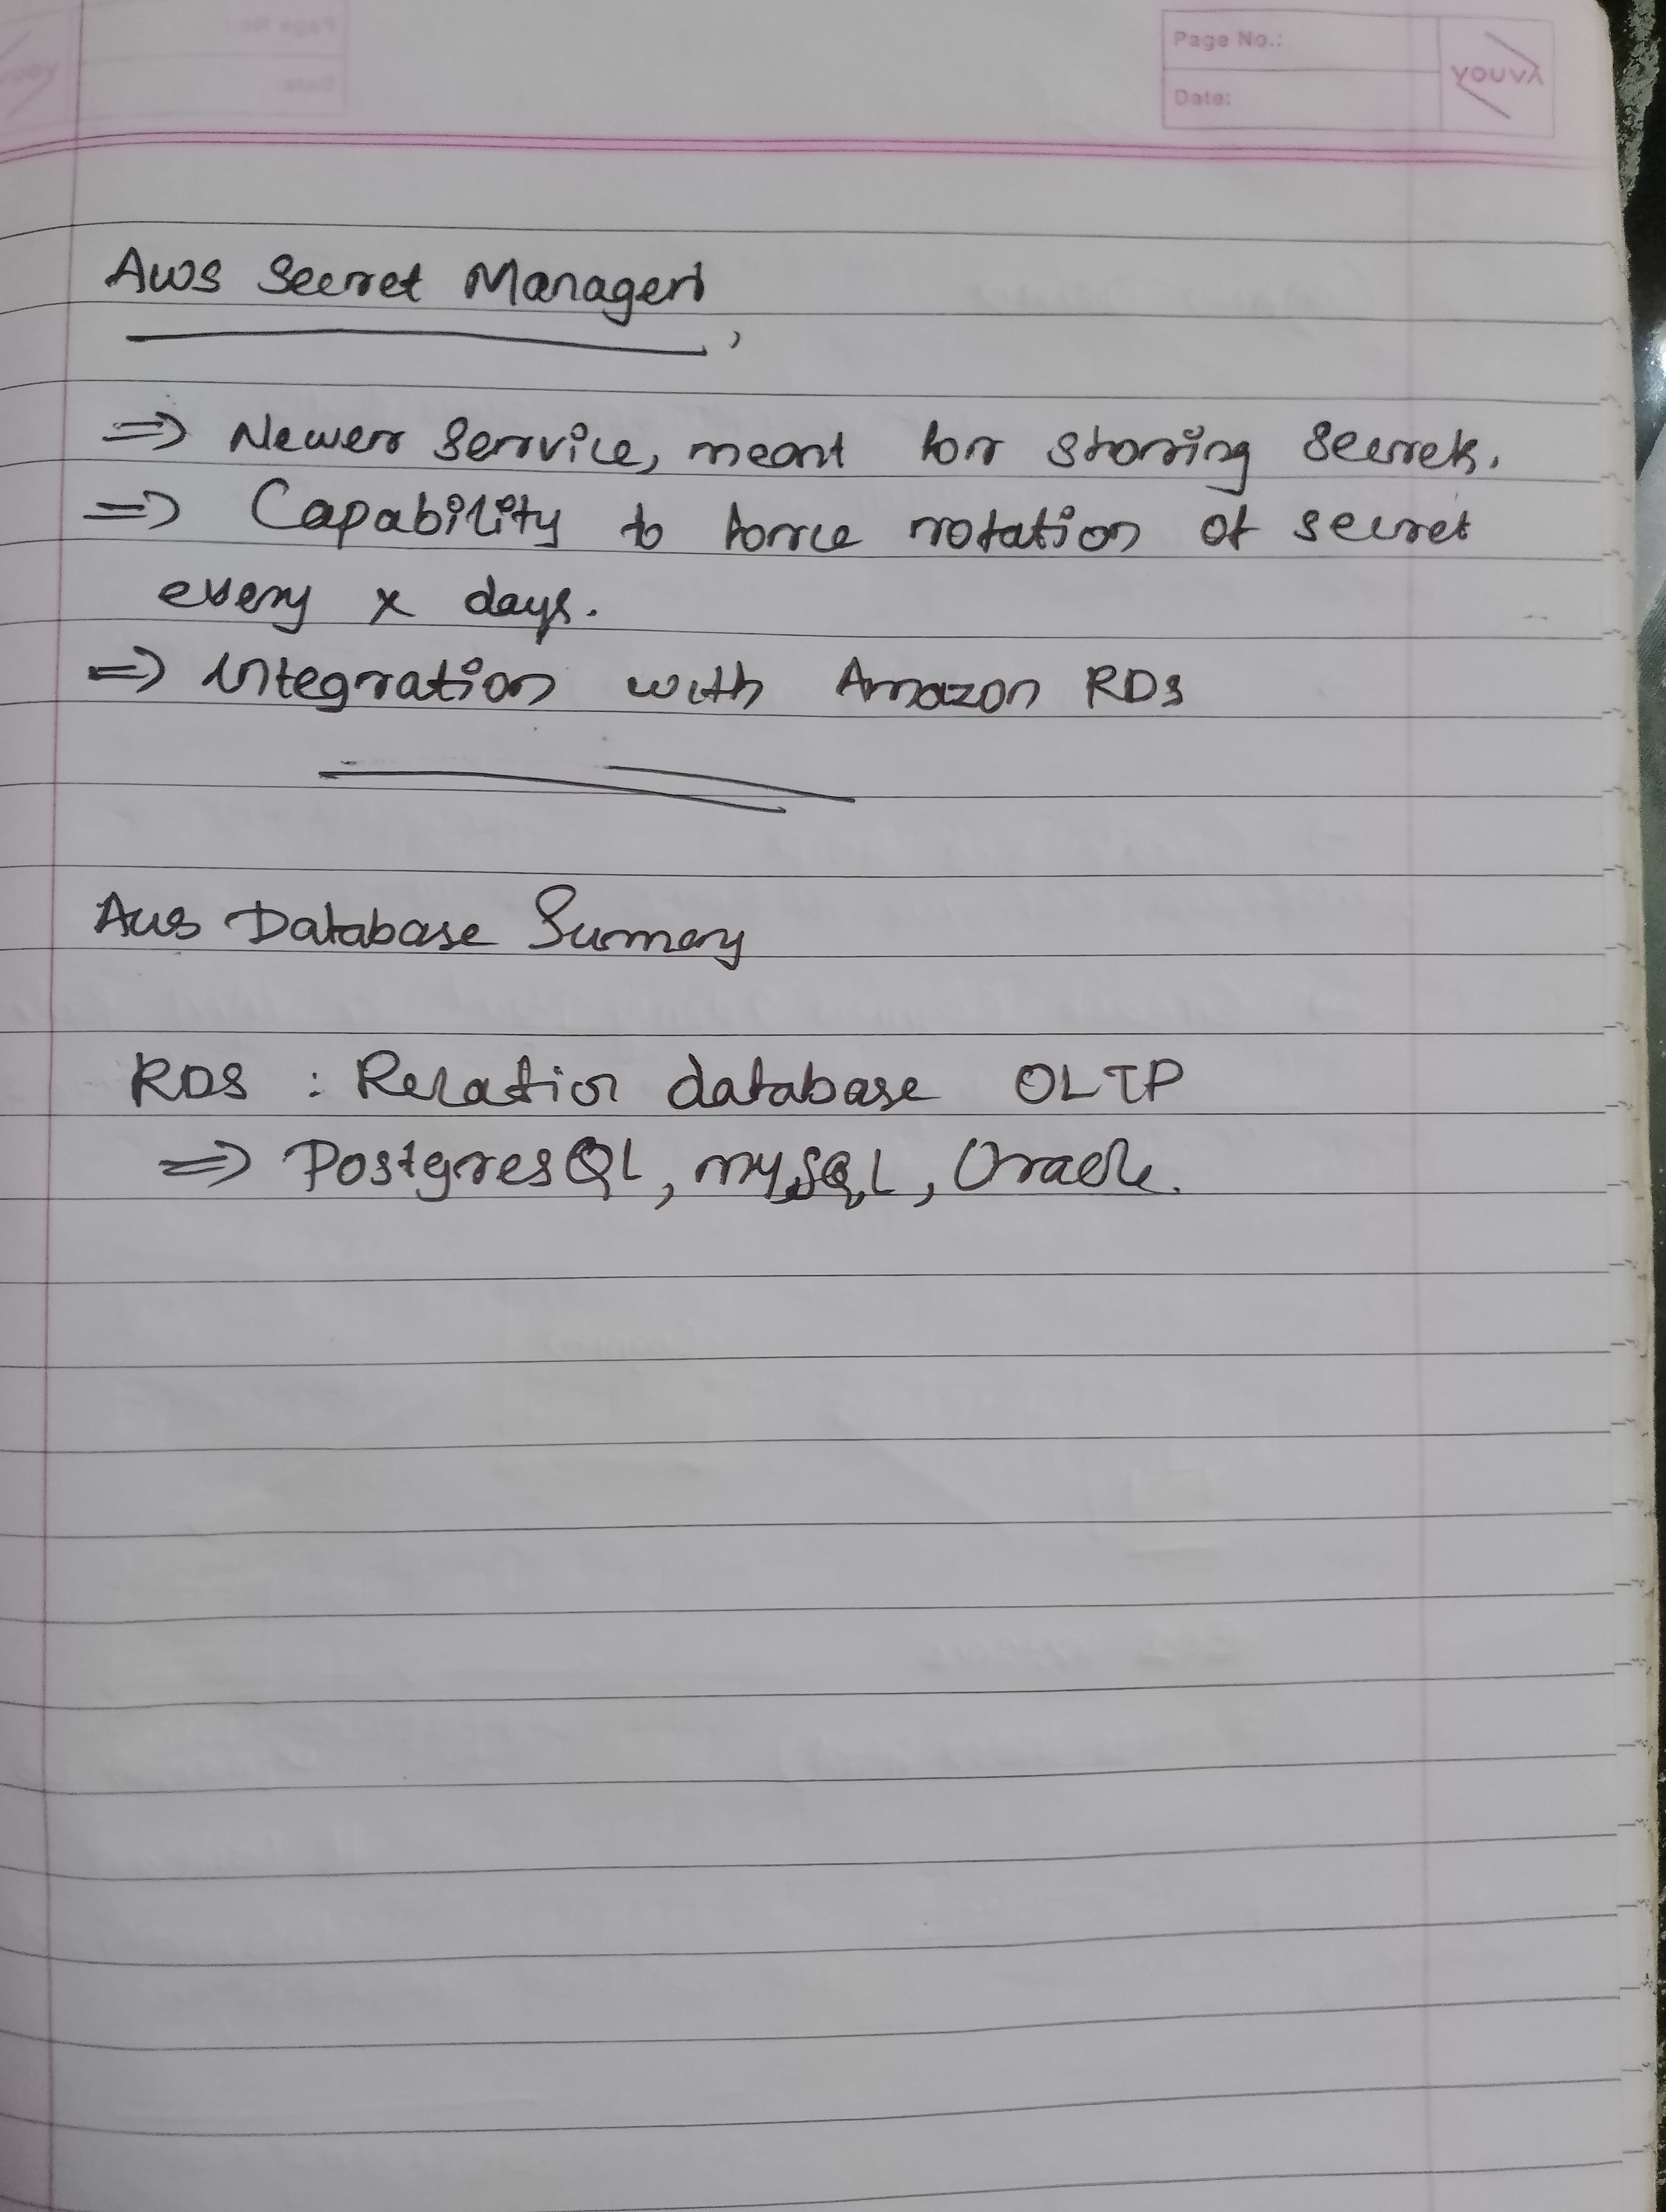 Page No.:
Date:
youva
Aws Secret Manager
⇒ Newer Service, meant for storing secrets.
⇒ Capability to force rotation of secret
every x days.
⇒ Integration with Amazon RDS
Aws Database Summary
RDS : Relation database OLTP
⇒ PostgresQL, mySQL, Oracle.